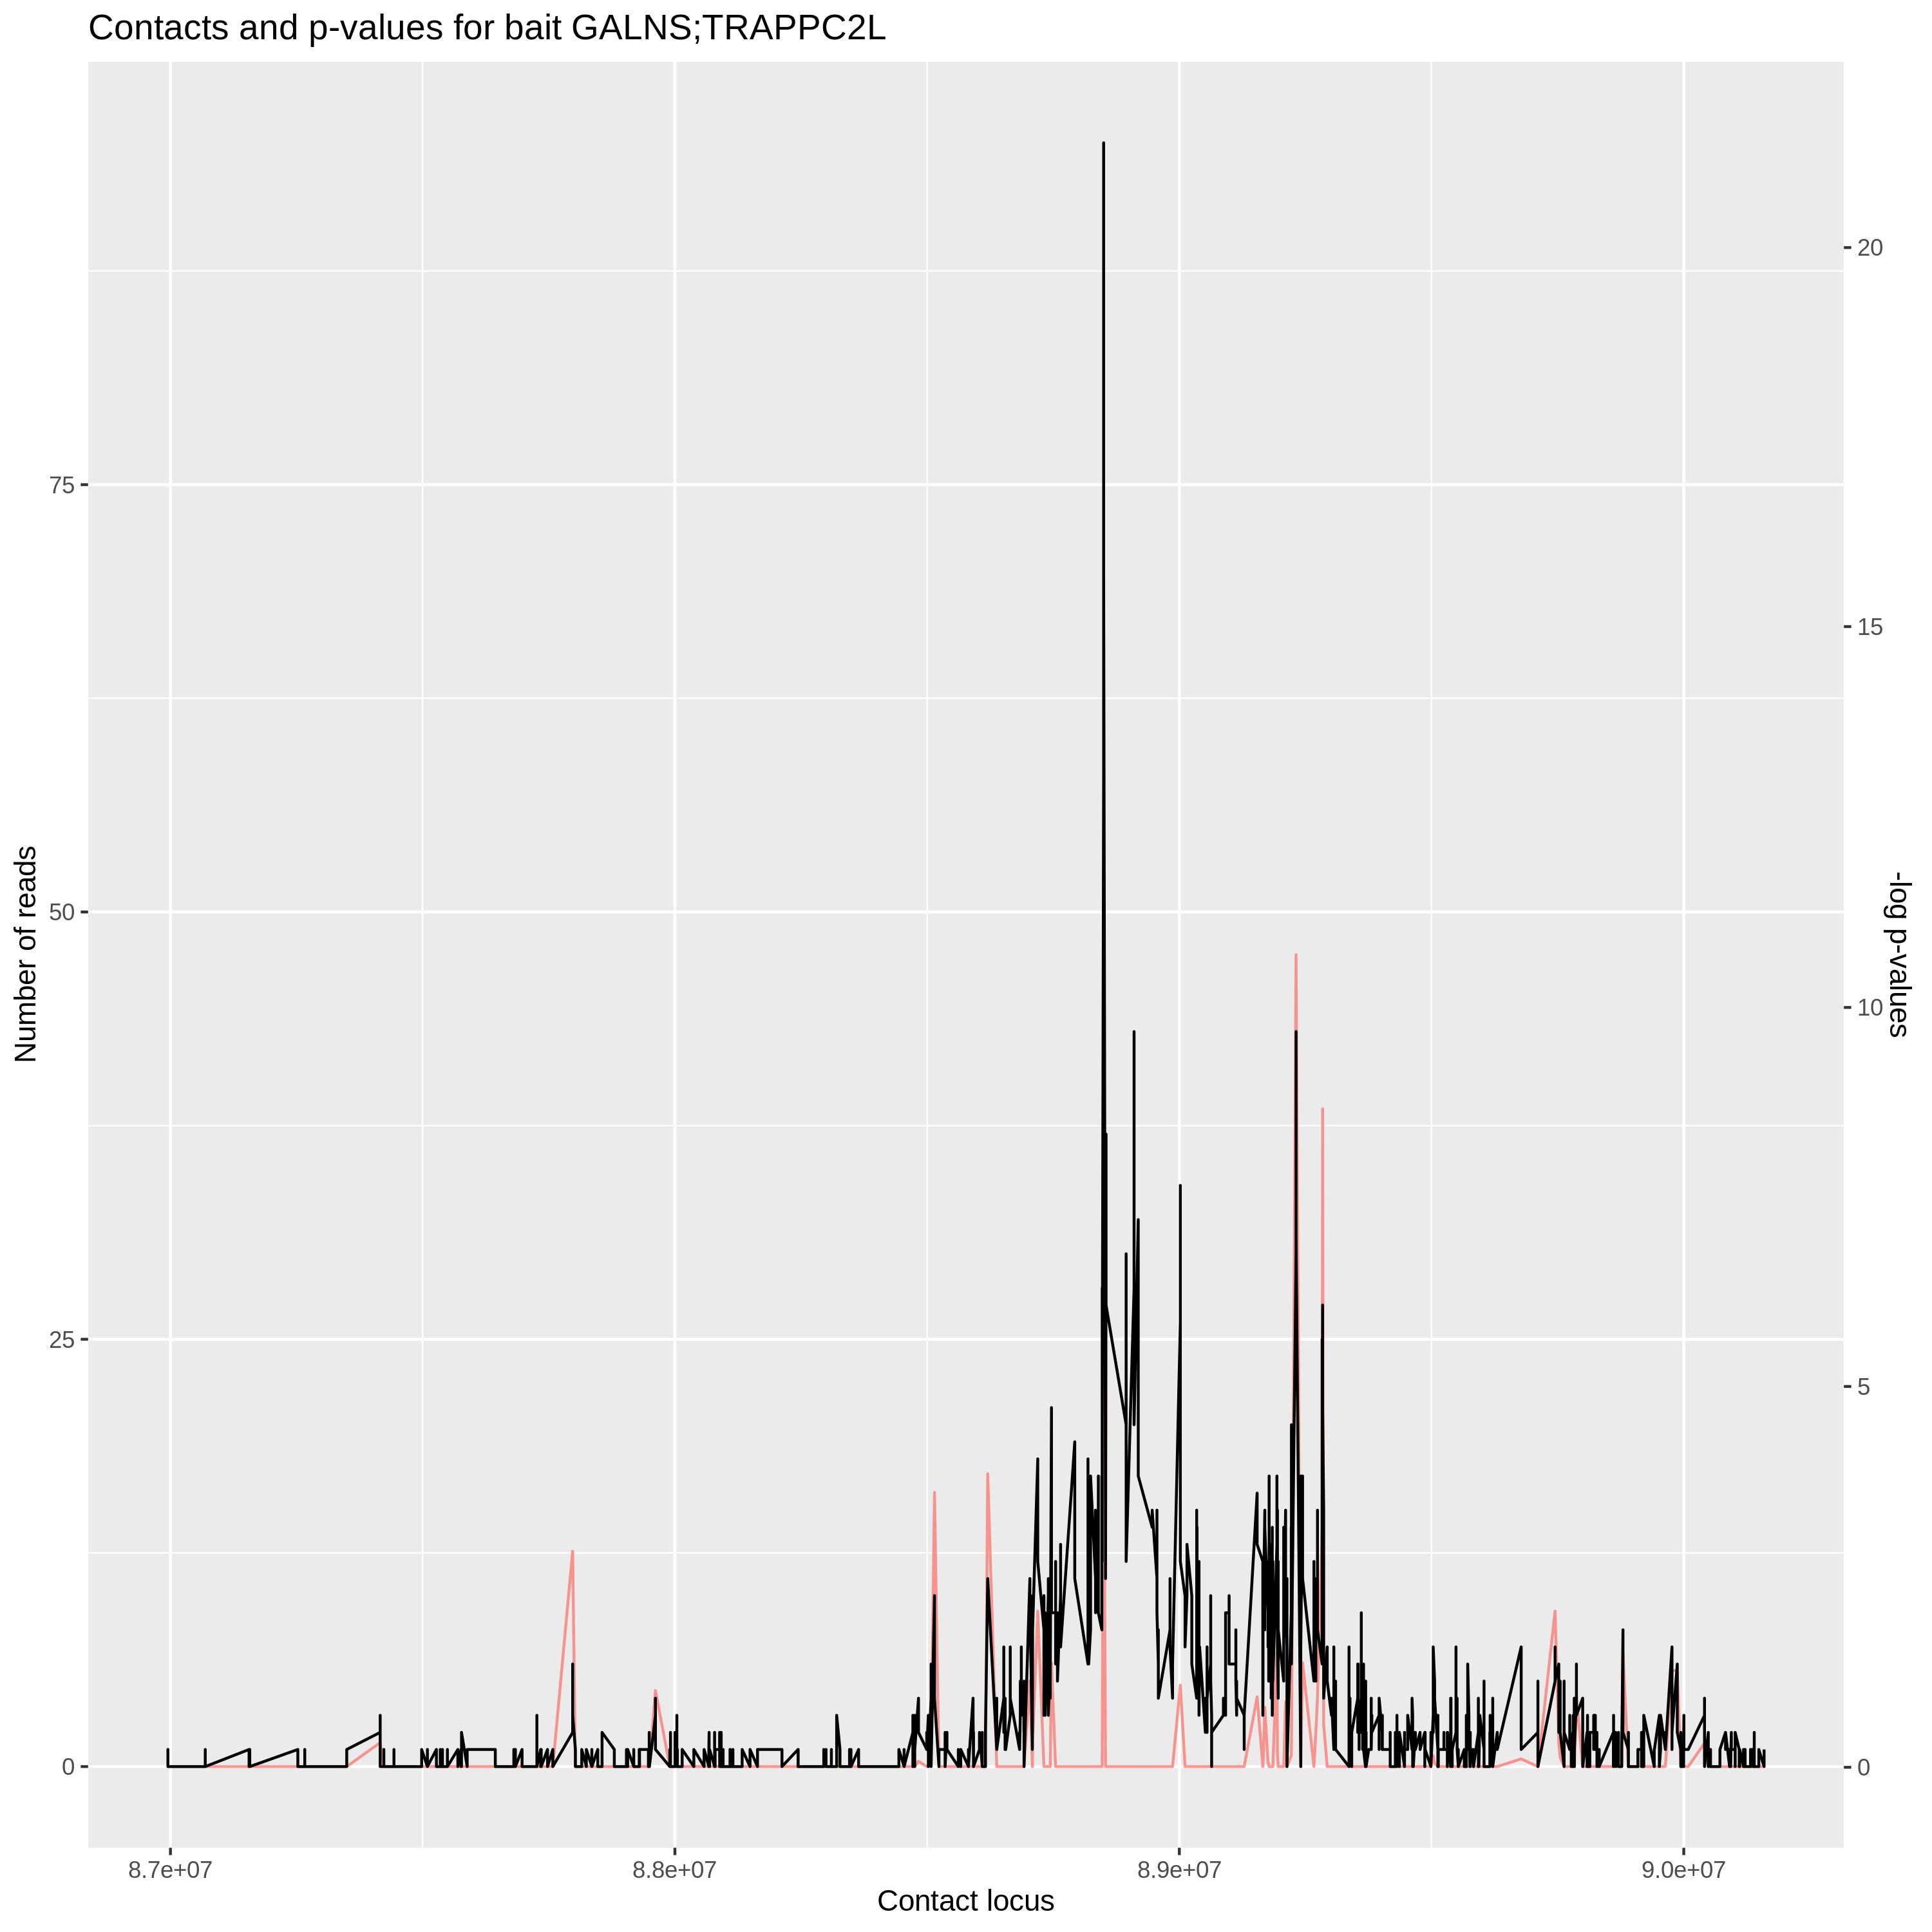 Contacts and p-values for bait GALNS;TRAPPC2L
Number of reads
75
50
25
0
20
15
10
5
0
-log p-values
8.7e+07 8.8e+07 8.9e+07 9.0e+07
Contact locus